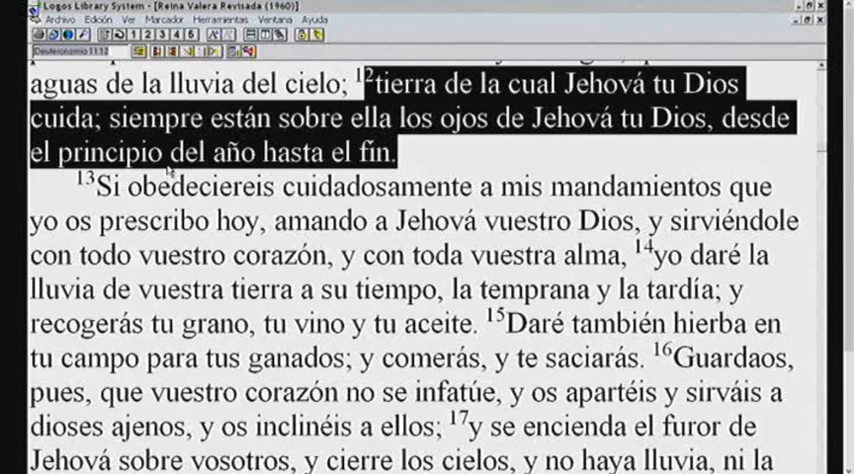 Logos Library System - [Reina Valera Revisada (1960)]
Archivo Edición Ver Marcador Herramientas Ventana Ayuda
Deuteronomio 11:12
aguas de la lluvia del cielo; 12tierra de la cual Jehová tu Dios
cuida; siempre están sobre ella los ojos de Jehová tu Dios, desde
el principio del año hasta el fin.
13Si obedeciereis cuidadosamente a mis mandamientos que
yo os prescribo hoy, amando a Jehová vuestro Dios, y sirviéndole
con todo vuestro corazón, y con toda vuestra alma, 14yo daré la
lluvia de vuestra tierra a su tiempo, la temprana y la tardía; y
recogerás tu grano, tu vino y tu aceite. 15Daré también hierba en
tu campo para tus ganados; y comerás, y te saciarás. 16Guardaos,
pues, que vuestro corazón no se infatúe, y os apartéis y sirváis a
dioses ajenos, y os inclinéis a ellos; 17y se encienda el furor de
Jehová sobre vosotros, y cierre los cielos, y no haya lluvia, ni la